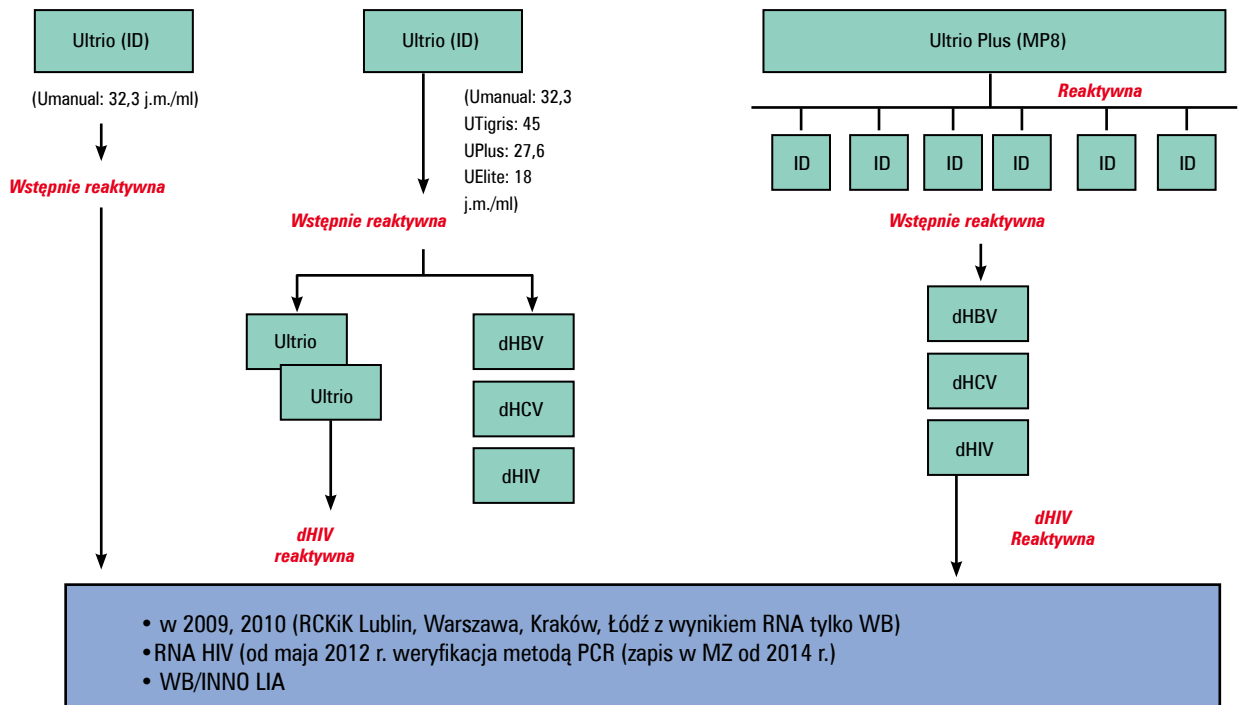 Ultrio (ID)
(Umanual: 32,3 j.m./ml)
Wstępnie reaktywna
Ultrio (ID)
(Umanual: 32,3
UTigris: 45
UPlus: 27,6
UElite: 18
j.m./ml)
Wstępnie reaktywna
Ultrio
Ultrio
dHIV
reaktywna
dHBV
dHCV
dHIV
Ultrio Plus (MP8)
Reaktywna
ID
ID
ID
ID
ID
ID
Wstępnie reaktywna
dHBV
dHCV
dHIV
dHIV
Reaktywna
• w 2009, 2010 (RCKiK Lublin, Warszawa, Kraków, Łódź z wynikiem RNA tylko WB)
•RNA HIV (od maja 2012 r. weryfikacja metodą PCR (zapis w MZ od 2014 r.)
• WB/INNO LIA